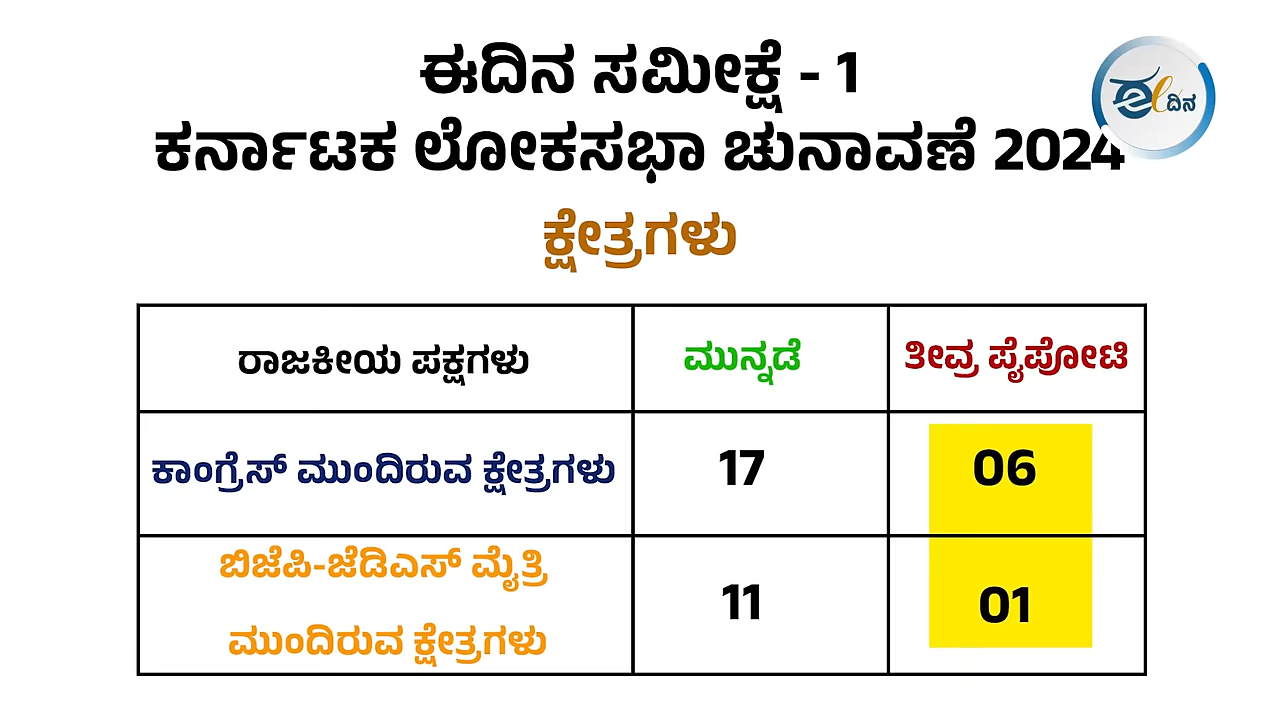 ಈದಿನ ಸಮೀಕ್ಷೆ - 1
ಕರ್ನಾಟಕ ಲೋಕಸಭಾ ಚುನಾವಣೆ 2024
ಈ el ದಿನ
ಕ್ಷೇತ್ರಗಳು
ರಾಜಕೀಯ ಪಕ್ಷಗಳು ಮುನ್ನಡೆ ತೀವ್ರ ಪೈಪೋಟಿ
ಕಾಂಗ್ರೆಸ್ ಮುಂದಿರುವ ಕ್ಷೇತ್ರಗಳು 17 06
ಬಿಜೆಪಿ-ಜೆಡಿಎಸ್ ಮೈತ್ರಿ
ಮುಂದಿರುವ ಕ್ಷೇತ್ರಗಳು 11 01